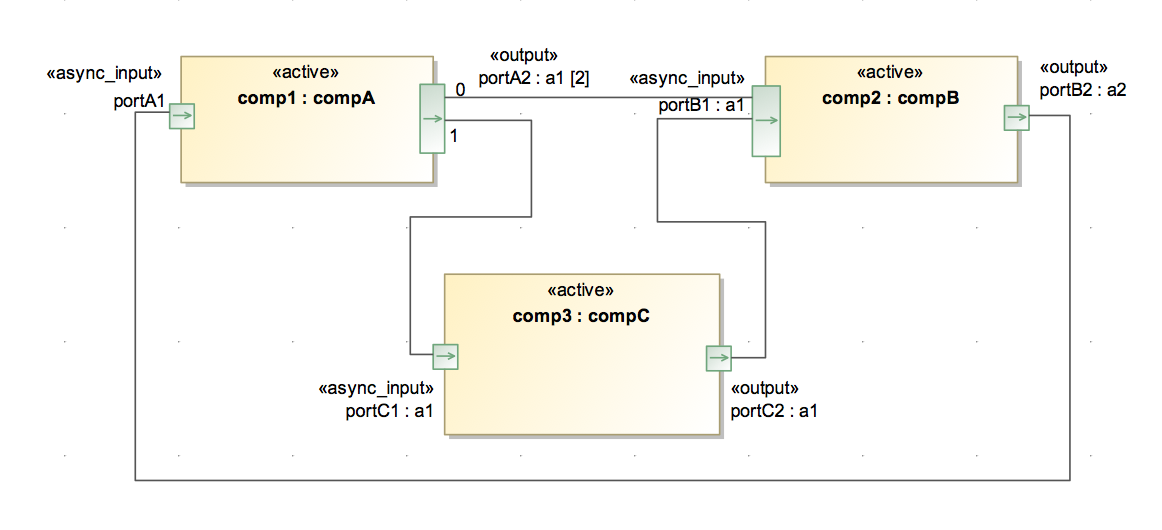 «async_input»
portA1
«active»
comp1 : compA
0
1
«output»
portA2 : a1 [2]
«async_input»
portB1 : a1
«active»
comp2 : compB
«output»
portB2 : a2
«active»
comp3 : compC
«async_input»
portC1 : a1
«output»
portC2 : a1